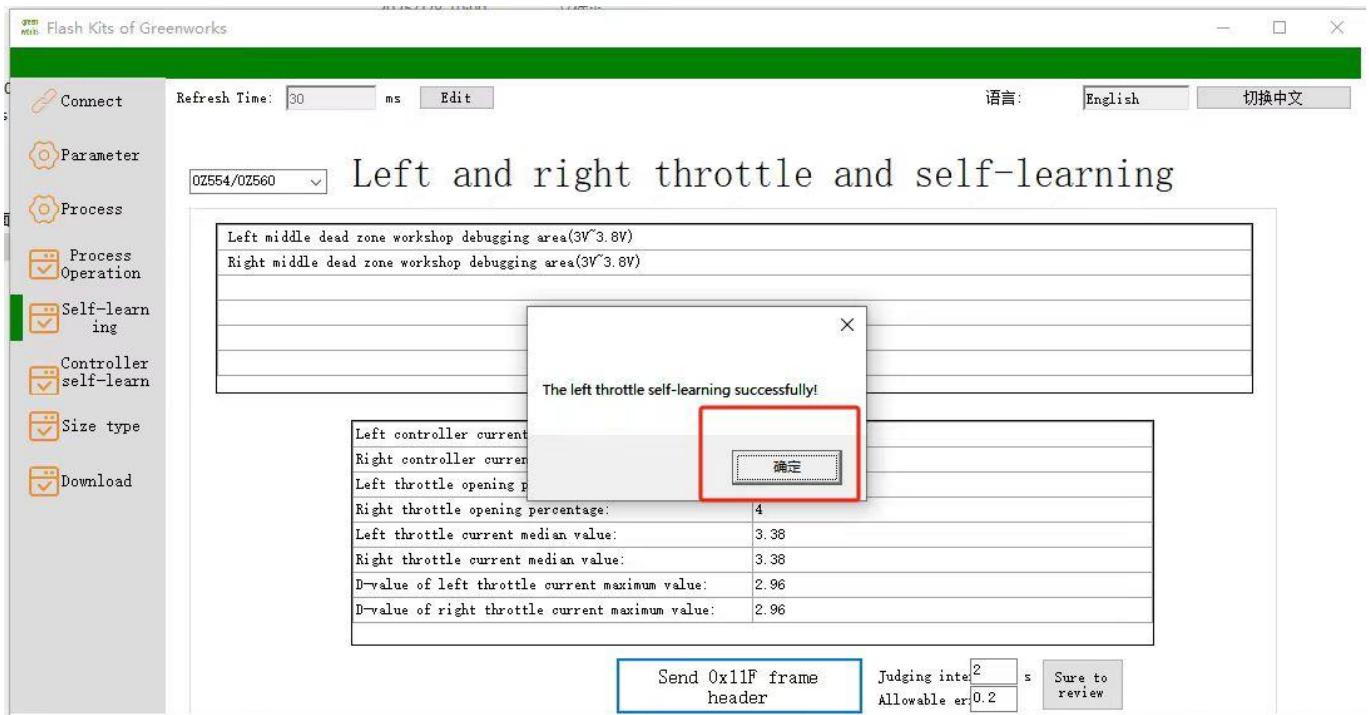 green
works
Flash Kits of Greenworks
Connect
Refresh Time: 30 ms Edit
语言: English 切换中文
Parameter
0Z554/0Z560
Left and right throttle and self-learning
Process
Left middle dead zone workshop debugging area(3V~3.8V)
Right middle dead zone workshop debugging area(3V~3.8V)
Process
Operation
Self-learn
ing
Controller
self-learn
Size type
Download
The left throttle self-learning successfully!
确定
Left controller current
Right controller curren
Left throttle opening p
Right throttle opening percentage: 4
Left throttle current median value: 3.38
Right throttle current median value: 3.38
D-value of left throttle current maximum value: 2.96
D-value of right throttle current maximum value: 2.96
Send 0x11F frame
header
Judging inte 2 s
Allowable er 0.2
Sure to
review